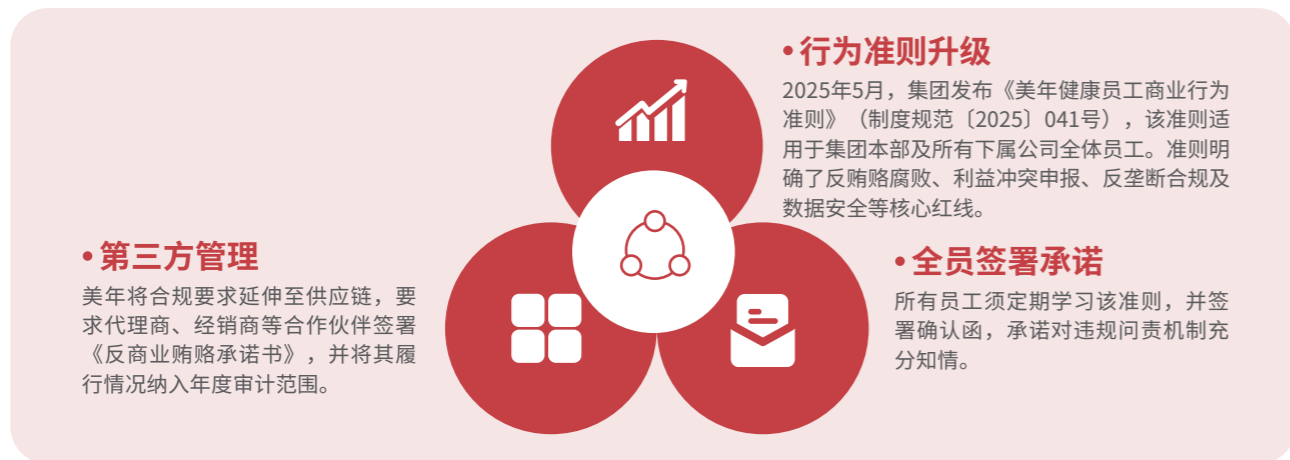 • 行为准则升级
2025年5月，集团发布《美年健康员工商业行为
准则》（制度规范〔2025〕041号），该准则适
用于集团本部及所有下属公司全体员工。准则明
确了反贿赂腐败、利益冲突申报、反垄断合规及
数据安全等核心红线。
• 第三方管理
美年将合规要求延伸至供应链，要
求代理商、经销商等合作伙伴签署
《反商业贿赂承诺书》，并将其履
行情况纳入年度审计范围。
• 全员签署承诺
所有员工须定期学习该准则，并签
署确认函，承诺对违规问责机制充
分知情。